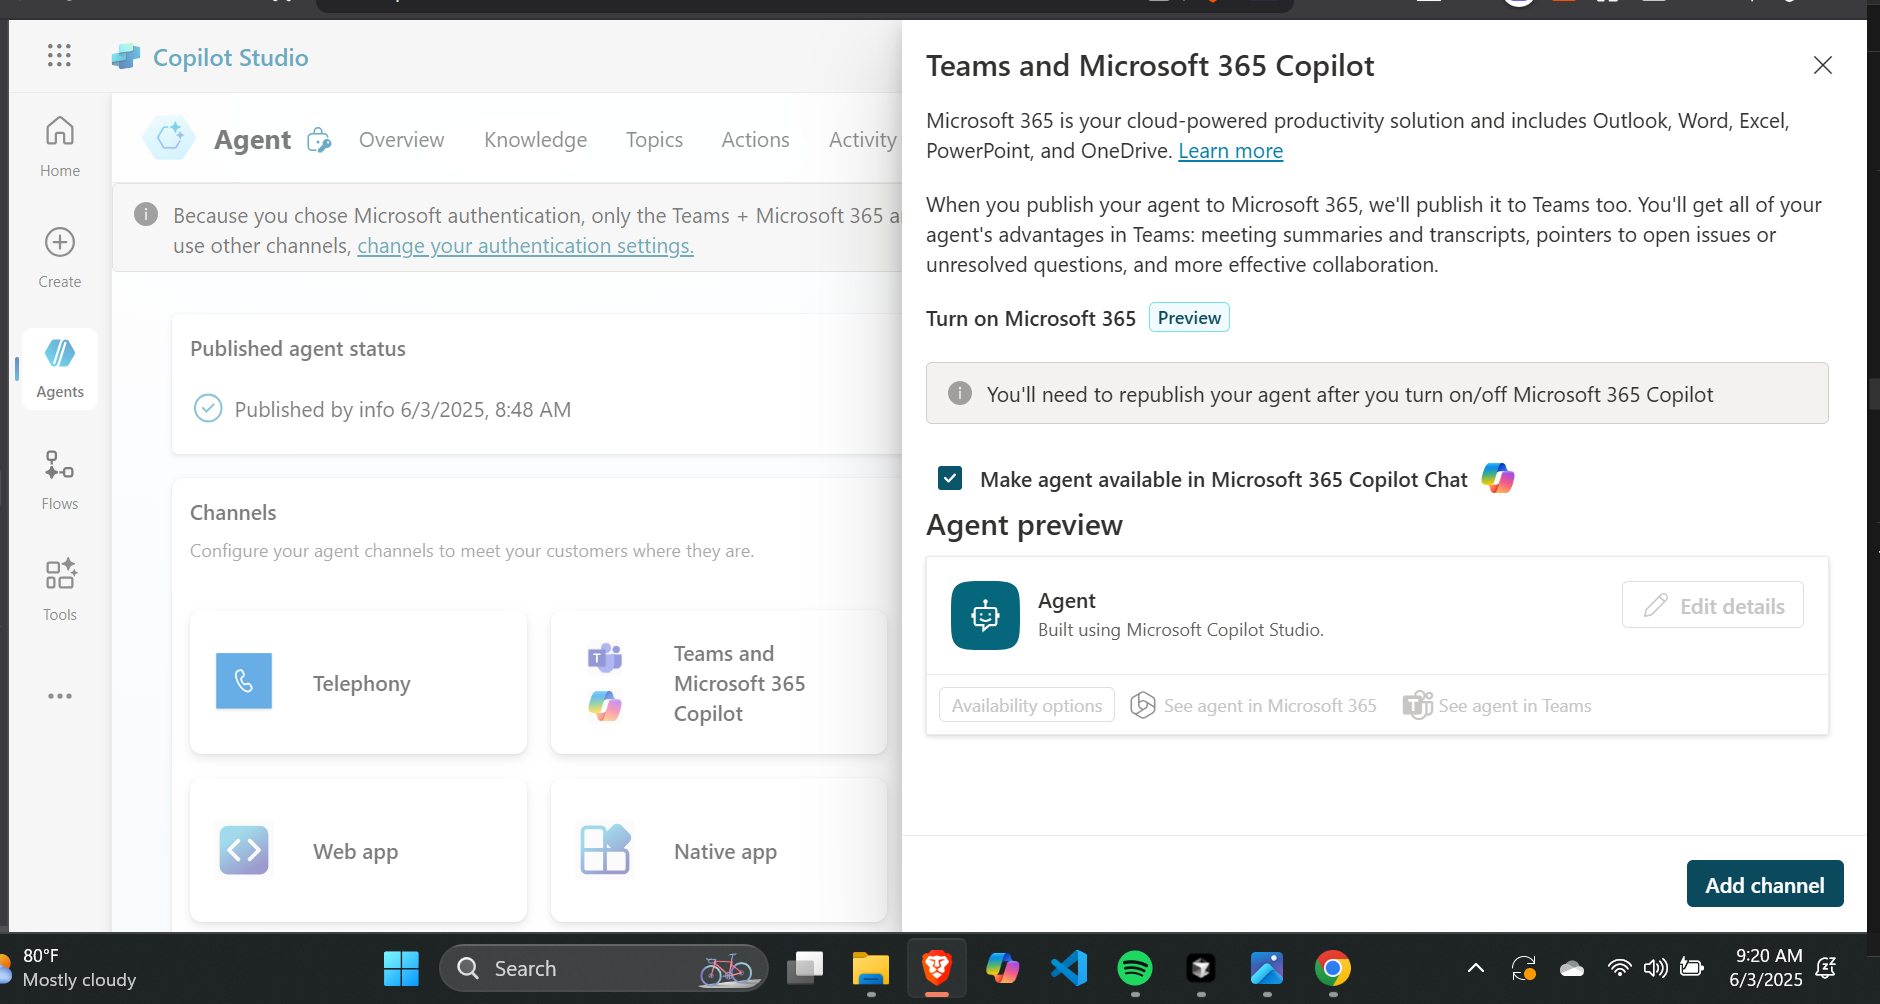 Copilot Studio
Home
Create
Agents
Flows
Tools
Agent
Overview
Knowledge
Topics
Actions
Activity
Because you chose Microsoft authentication, only the Teams + Microsoft 365
use other channels, change your authentication settings.
Published agent status
Published by info 6/3/2025, 8:48 AM
Channels
Configure your agent channels to meet your customers where they are.
Telephony
Teams and
Microsoft 365
Copilot
Web app
Native app
Teams and Microsoft 365 Copilot
Microsoft 365 is your cloud-powered productivity solution and includes Outlook, Word, Excel,
PowerPoint, and OneDrive. Learn more
When you publish your agent to Microsoft 365, we'll publish it to Teams too. You'll get all of your
agent's advantages in Teams: meeting summaries and transcripts, pointers to open issues or
unresolved questions, and more effective collaboration.
Turn on Microsoft 365 Preview
You'll need to republish your agent after you turn on/off Microsoft 365 Copilot
Make agent available in Microsoft 365 Copilot Chat
Agent preview
Agent
Built using Microsoft Copilot Studio.
Edit details
Availability options
See agent in Microsoft 365
See agent in Teams
Add channel
80°F
Mostly cloudy
Search
9:20 AM
6/3/2025